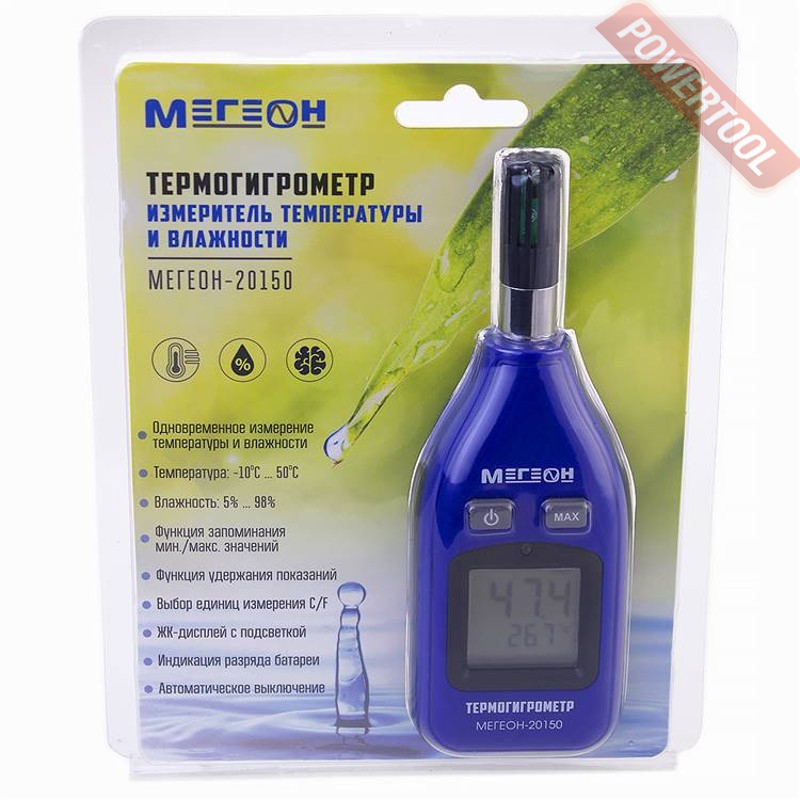 POWERTOOL
МЕГЕОН
ТЕРМОГИГРОМЕТР
ИЗМЕРИТЕЛЬ ТЕМПЕРАТУРЫ
И ВЛАЖНОСТИ
МЕГЕОН-20150
%
Одновременное измерение
температуры и влажности
Температура: -10°C ... 50°C
Влажность: 5% ... 98%
Функция запоминания
мин./макс. значений
Функция удержания показаний
Выбор единиц измерения C/F
ЖК-дисплей с подсветкой
Индикация разряда батареи
Автоматическое выключение
МЕГЕОН
MAX
47.4
26.7
ТЕРМОГИГРОМЕТР
МЕГЕОН-20150